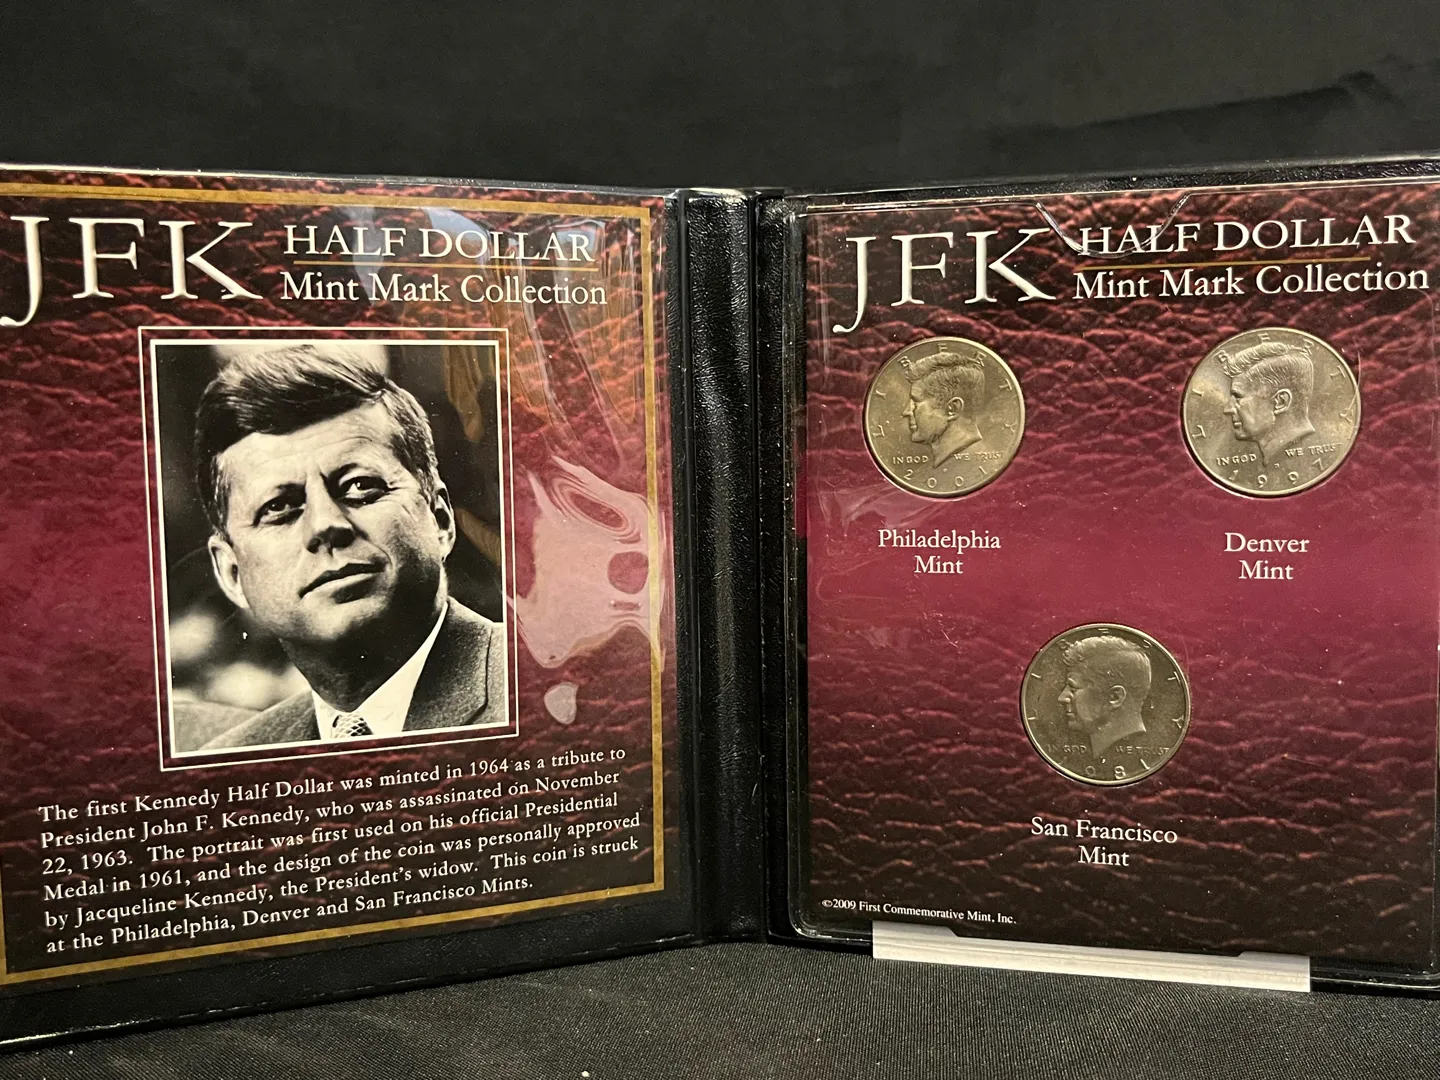 JFK HALF DOLLAR
Mint Mark Collection
The first Kennedy Half Dollar was minted in 1964 as a tribute to
President John F. Kennedy, who was assassinated on November
22, 1963. The portrait was first used on his official Presidential
Medal in 1961, and the design of the coin was personally approved
by Jacqueline Kennedy, the President's widow. This coin is struck
at the Philadelphia, Denver and San Francisco Mints.
JFK HALF DOLLAR
Mint Mark Collection
LIBERTY
IN GOD WE TRUST
2001
Philadelphia
Mint
LIBERTY
IN GOD WE TRUST
1997
Denver
Mint
IN GOD WE TRUST
1981
San Francisco
Mint
©2009 First Commemorative Mint, Inc.